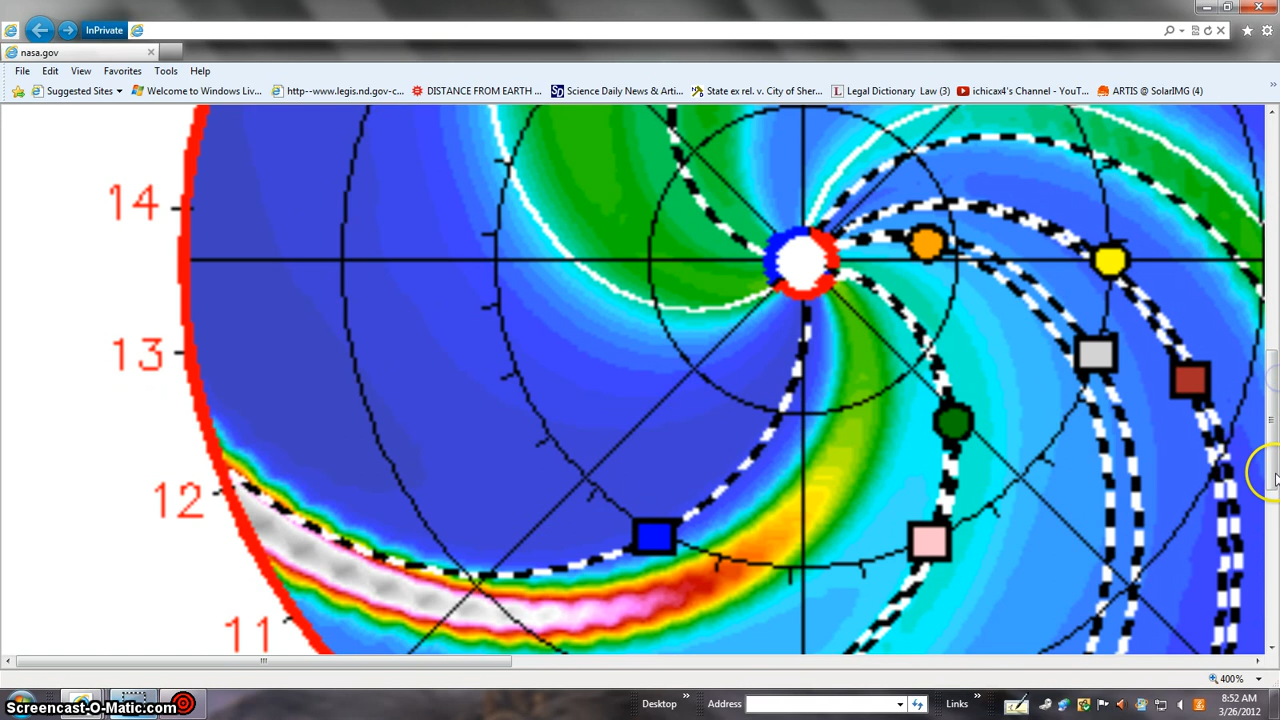 InPrivate
nasa.gov
File Edit View Favorites Tools Help
Suggested Sites Welcome to Windows Liv... http--www.legis.nd.gov-c... DISTANCE FROM EARTH ... Science Daily News & Arti... State ex rel. v. City of Sher... Legal Dictionary Law (3) ichicax4's Channel - YouT... ARTIS @ SolarIMG (4)
14
13
12
11
400%
Screencast-O-Matic.com Desktop Address Links 8:52 AM
3/26/2012